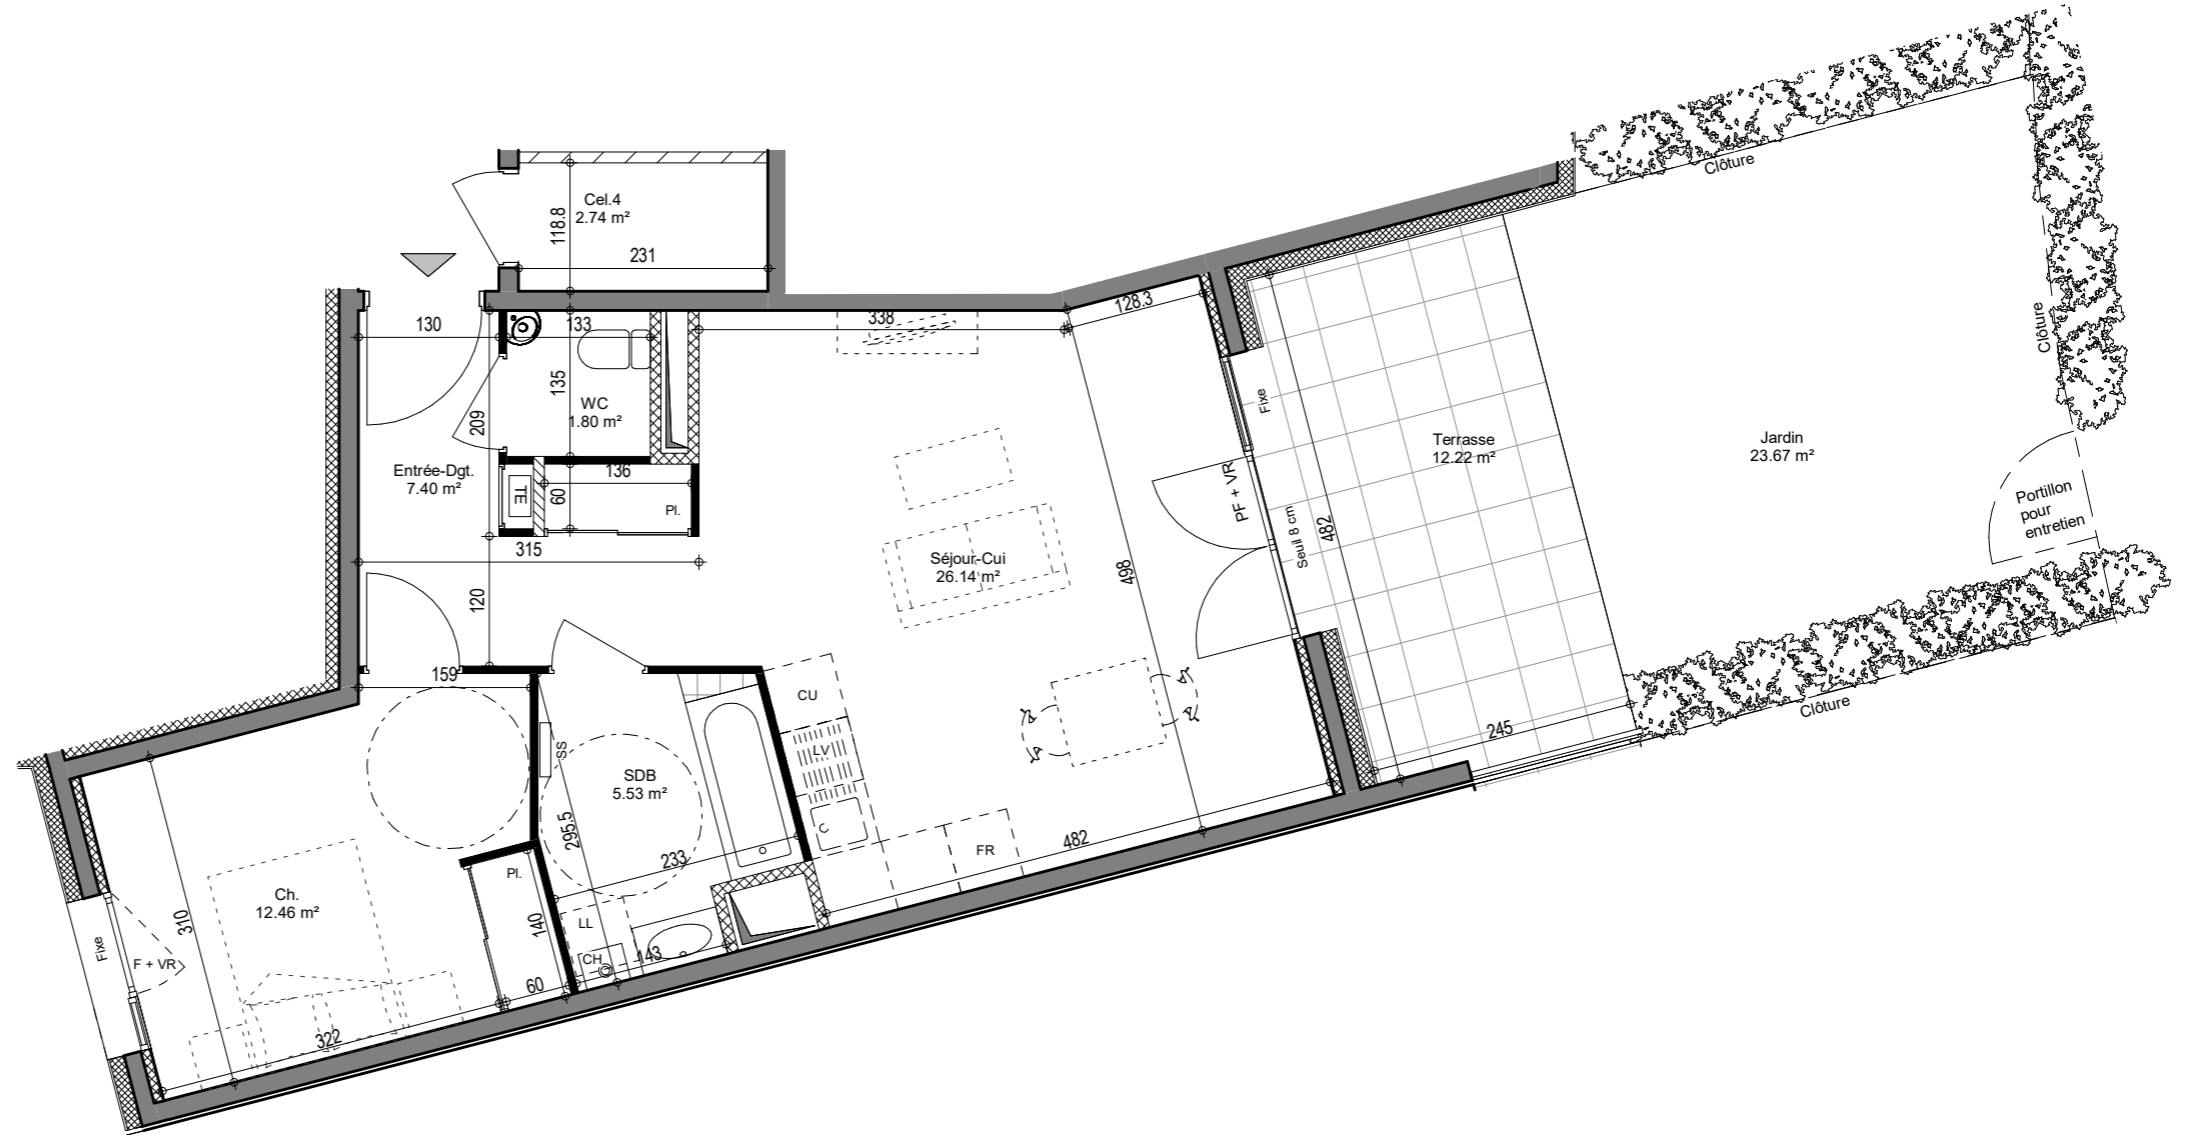 Cel.4
2.74 m²
118.8
231
130
133
135
209
WC
1.80 m²
Entrée-Dgt.
7.40 m²
TE
136
60
Pl.
315
120
159
338
128.3
Séjour-Cui
26.14 m²
498
Fixe
PF + VR
Seuil 8 cm
482
Terrasse
12.22 m²
245
Jardin
23.67 m²
Clôture
Clôture
Portillon
pour
entretien
Clôture
CU
LV
FR
482
SS
SDB
5.53 m²
295.5
233
LL
CH
143
Pl.
140
60
Ch.
12.46 m²
310
322
Fixe
F + VR